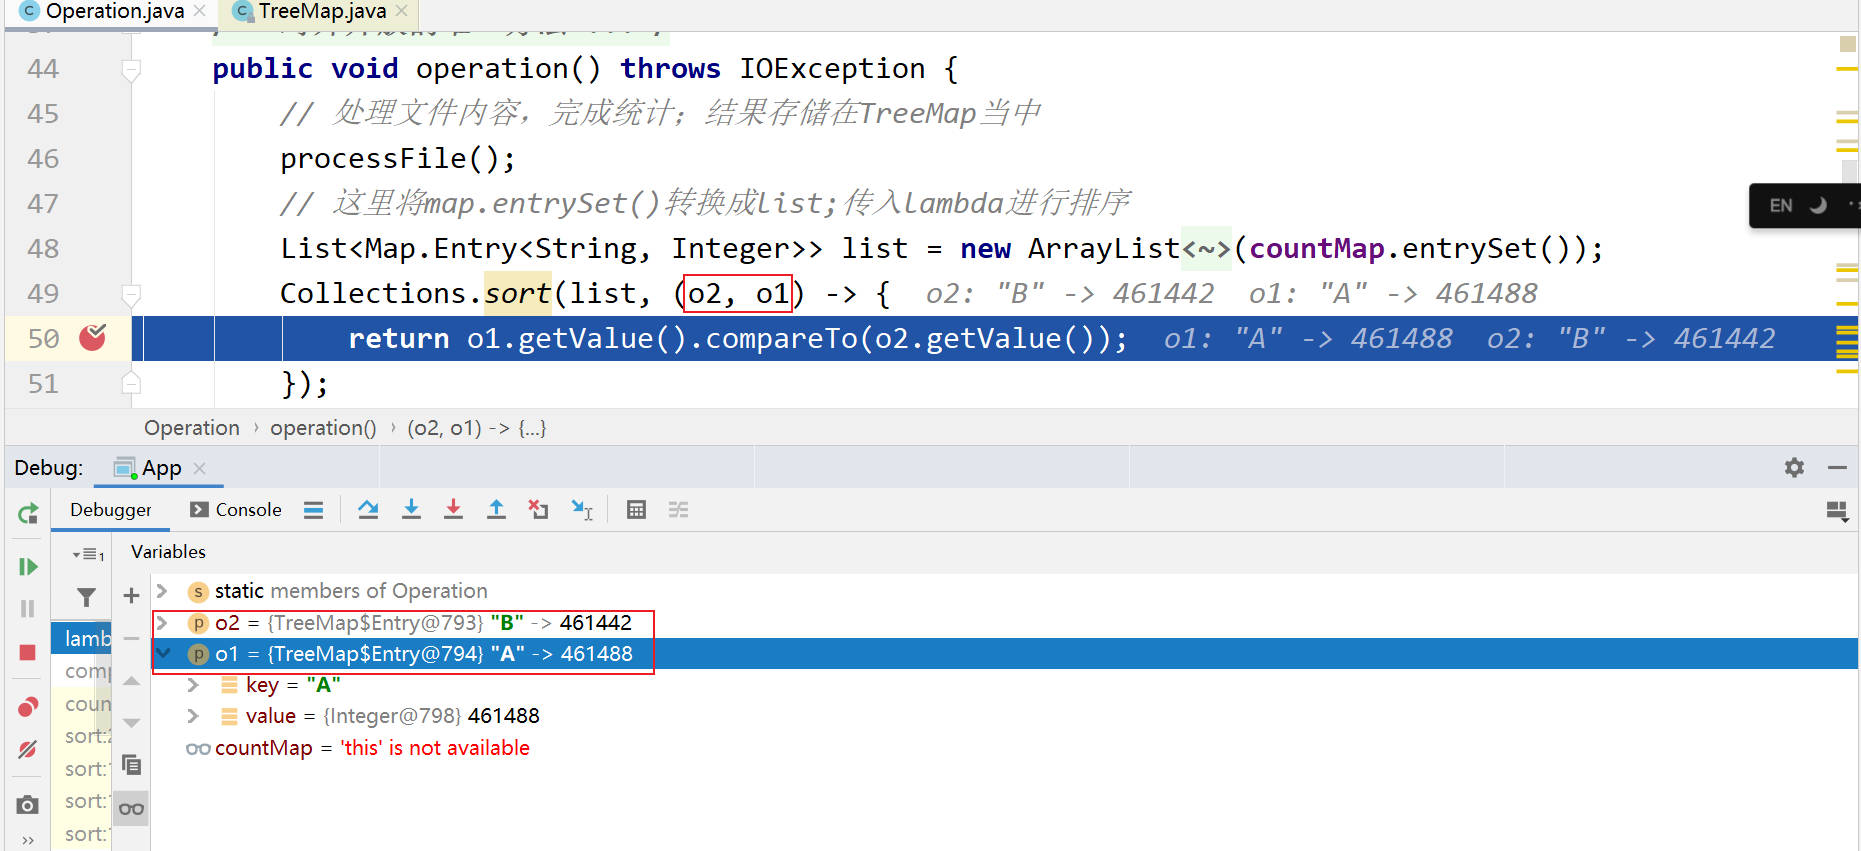 Operation.java
TreeMap.java
44 public void operation() throws IOException {
45 // 处理文件内容，完成统计；结果存储在TreeMap当中
46 processFile();
47 // 这里将map.entrySet()转换成list;传入lambda进行排序
48 List<Map.Entry<String, Integer>> list = new ArrayList<~>(countMap.entrySet());
49 Collections.sort(list, (o2, o1) -> { o2: "B" -> 461442 o1: "A" -> 461488
50 return o1.getValue().compareTo(o2.getValue()); o1: "A" -> 461488 o2: "B" -> 461442
51 });
EN
Operation › operation() › (o2, o1) -> {...}
Debug: App
Debugger Console
Variables
static members of Operation
o2 = {TreeMap$Entry@793} "B" -> 461442
o1 = {TreeMap$Entry@794} "A" -> 461488
key = "A"
value = {Integer@798} 461488
countMap = 'this' is not available
lamb
comp
coun
sort:
sort:
sort:
sort: